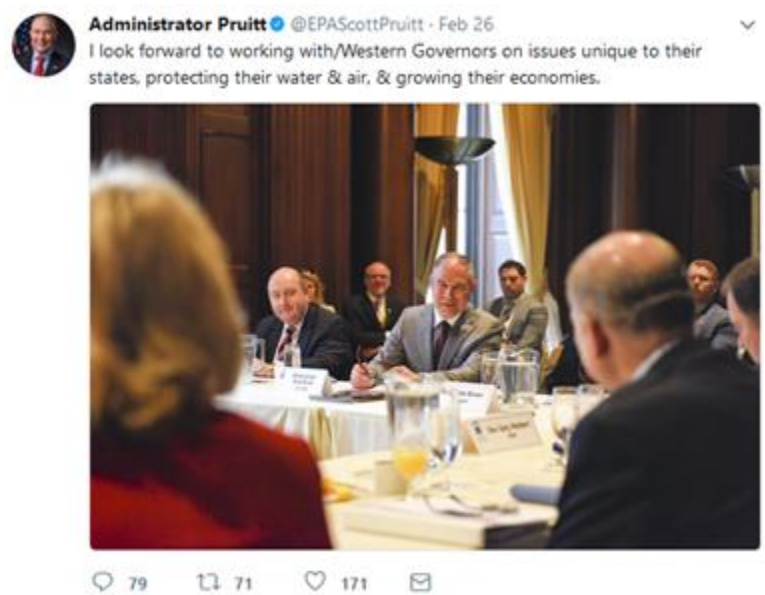 Administrator Pruitt @EPAScottPruitt · Feb 26
I look forward to working with/Western Governors on issues unique to their
states, protecting their water & air, & growing their economies.
79 71 171